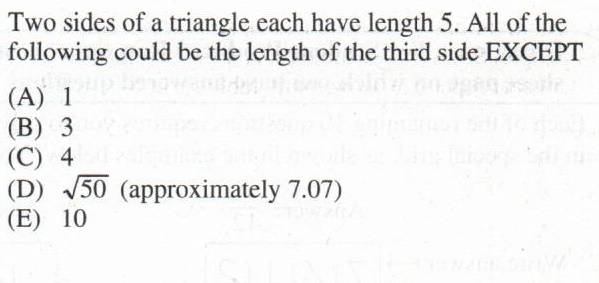 Two sides of a triangle each have length 5. All of the
following could be the length of the third side EXCEPT
(A) 1
(B) 3
(C) 4
(D) √50 (approximately 7.07)
(E) 10